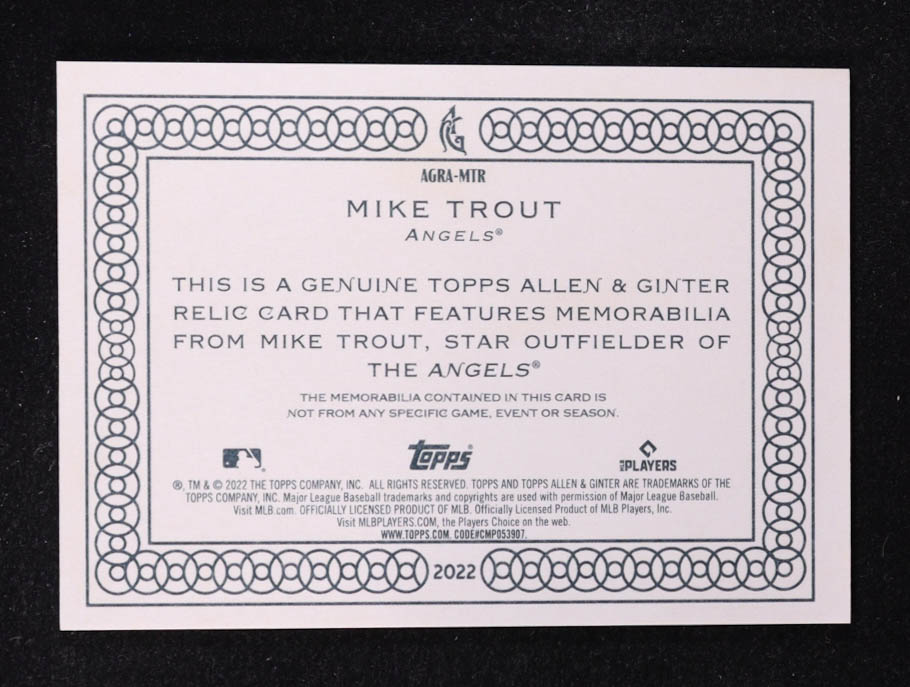 AG
AGRA-MTR
MIKE TROUT
ANGELS®
THIS IS A GENUINE TOPPS ALLEN & GINTER
RELIC CARD THAT FEATURES MEMORABILIA
FROM MIKE TROUT, STAR OUTFIELDER OF
THE ANGELS®
THE MEMORABILIA CONTAINED IN THIS CARD IS
NOT FROM ANY SPECIFIC GAME, EVENT OR SEASON.
Topps® MLB PLAYERS
®, TM & © 2022 THE TOPPS COMPANY, INC. ALL RIGHTS RESERVED. TOPPS AND TOPPS ALLEN & GINTER ARE TRADEMARKS OF THE
TOPPS COMPANY, INC. Major League Baseball trademarks and copyrights are used with permission of Major League Baseball.
Visit MLB.com. OFFICIALLY LICENSED PRODUCT OF MLB. Officially Licensed Product of MLB Players, Inc.
Visit MLBPLAYERS.COM, the Players Choice on the web.
WWW.TOPPS.COM. CODE#CMP053907.
2022